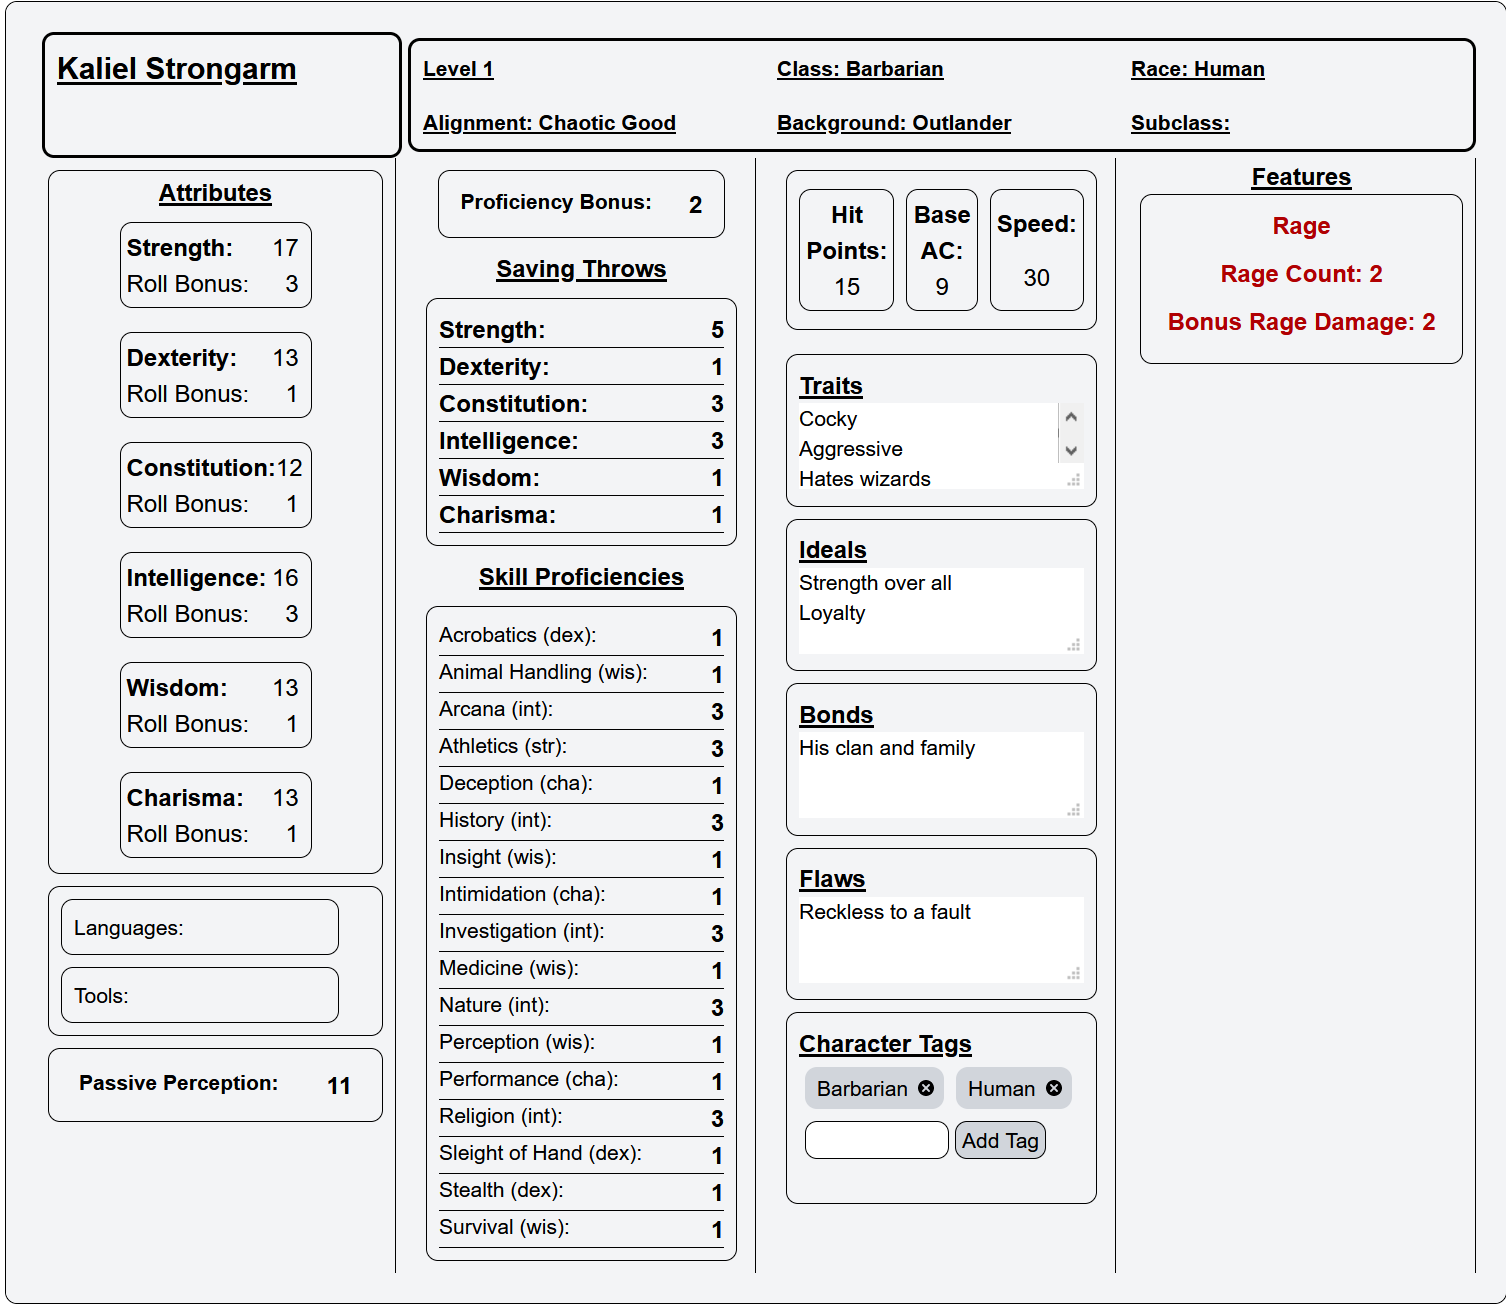 Kaliel Strongarm
Level 1
Class: Barbarian
Race: Human
Alignment: Chaotic Good
Background: Outlander
Subclass:
Attributes
Strength: 17
Roll Bonus: 3
Dexterity: 13
Roll Bonus: 1
Constitution: 12
Roll Bonus: 1
Intelligence: 16
Roll Bonus: 3
Wisdom: 13
Roll Bonus: 1
Charisma: 13
Roll Bonus: 1
Languages:
Tools:
Passive Perception: 11
Proficiency Bonus: 2
Saving Throws
Strength: 5
Dexterity: 1
Constitution: 3
Intelligence: 3
Wisdom: 1
Charisma: 1
Skill Proficiencies
Acrobatics (dex): 1
Animal Handling (wis): 1
Arcana (int): 3
Athletics (str): 3
Deception (cha): 1
History (int): 3
Insight (wis): 1
Intimidation (cha): 1
Investigation (int): 3
Medicine (wis): 1
Nature (int): 3
Perception (wis): 1
Performance (cha): 1
Religion (int): 3
Sleight of Hand (dex): 1
Stealth (dex): 1
Survival (wis): 1
Hit
Points:
15
Base
AC:
9
Speed:
30
Traits
Cocky
Aggressive
Hates wizards
Ideals
Strength over all
Loyalty
Bonds
His clan and family
Flaws
Reckless to a fault
Character Tags
Barbarian
Human
Add Tag
Features
Rage
Rage Count: 2
Bonus Rage Damage: 2